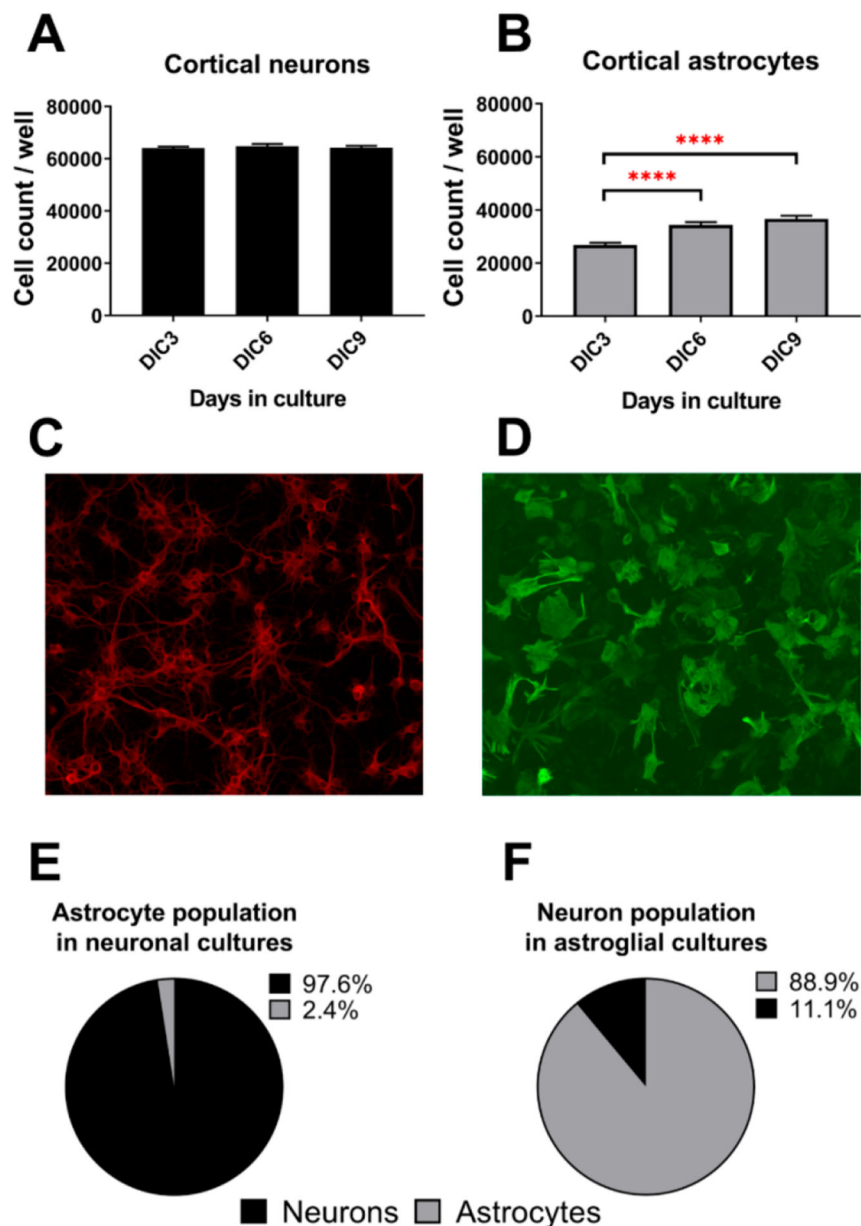 A
Cortical neurons
Cell count / well
80000
60000
40000
20000
0
DIC3
DIC6
DIC9
Days in culture
B
Cortical astrocytes
Cell count / well
80000
60000
40000
20000
0
****
****
DIC3
DIC6
DIC9
Days in culture
C
D
E
Astrocyte population
in neuronal cultures
97.6%
2.4%
F
Neuron population
in astroglial cultures
88.9%
11.1%
Neurons
Astrocytes